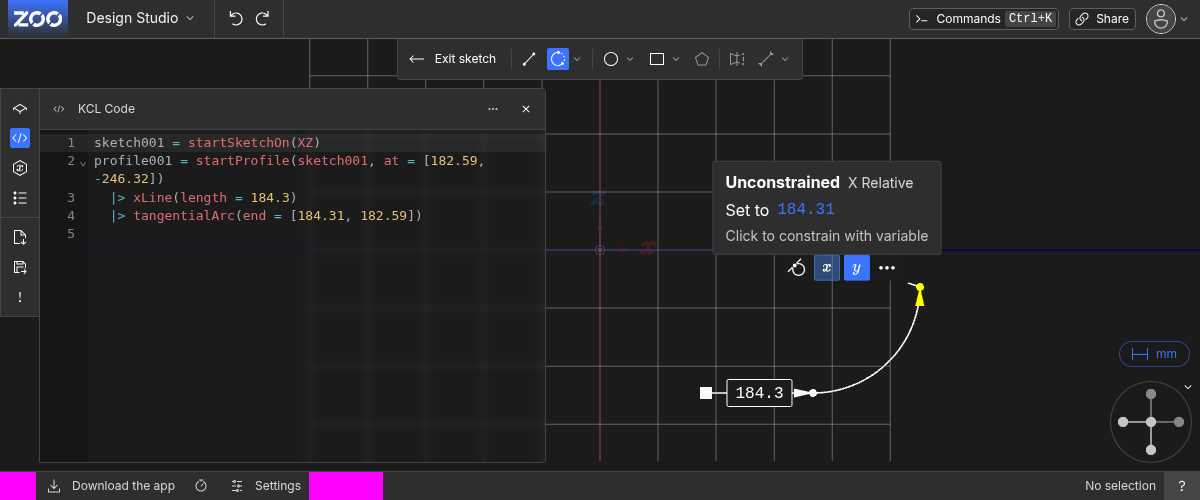 ZOO Design Studio Commands Ctrl+K Share
Exit sketch
KCL Code
1 sketch001 = startSketchOn(XZ)
2 profile001 = startProfile(sketch001, at = [182.59,
-246.32])
3 |> xLine(length = 184.3)
4 |> tangentialArc(end = [184.31, 182.59])
5
Unconstrained X Relative
Set to 184.31
Click to constrain with variable
z
x
x y
184.3
mm
Download the app Settings No selection ?